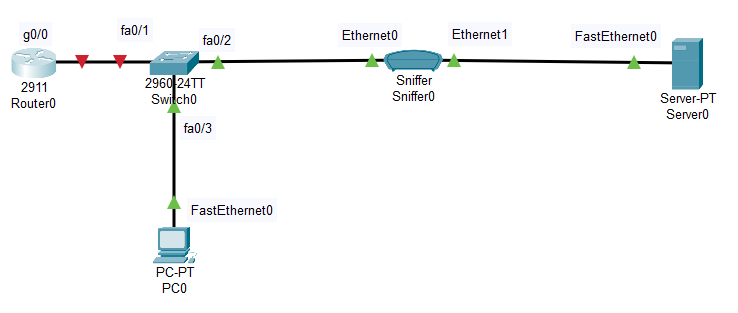 g0/0
fa0/1
fa0/2
Ethernet0
Ethernet1
FastEthernet0
2911
Router0
2960-24TT
Switch0
Sniffer
Sniffer0
Server-PT
Server0
fa0/3
FastEthernet0
PC-PT
PC0